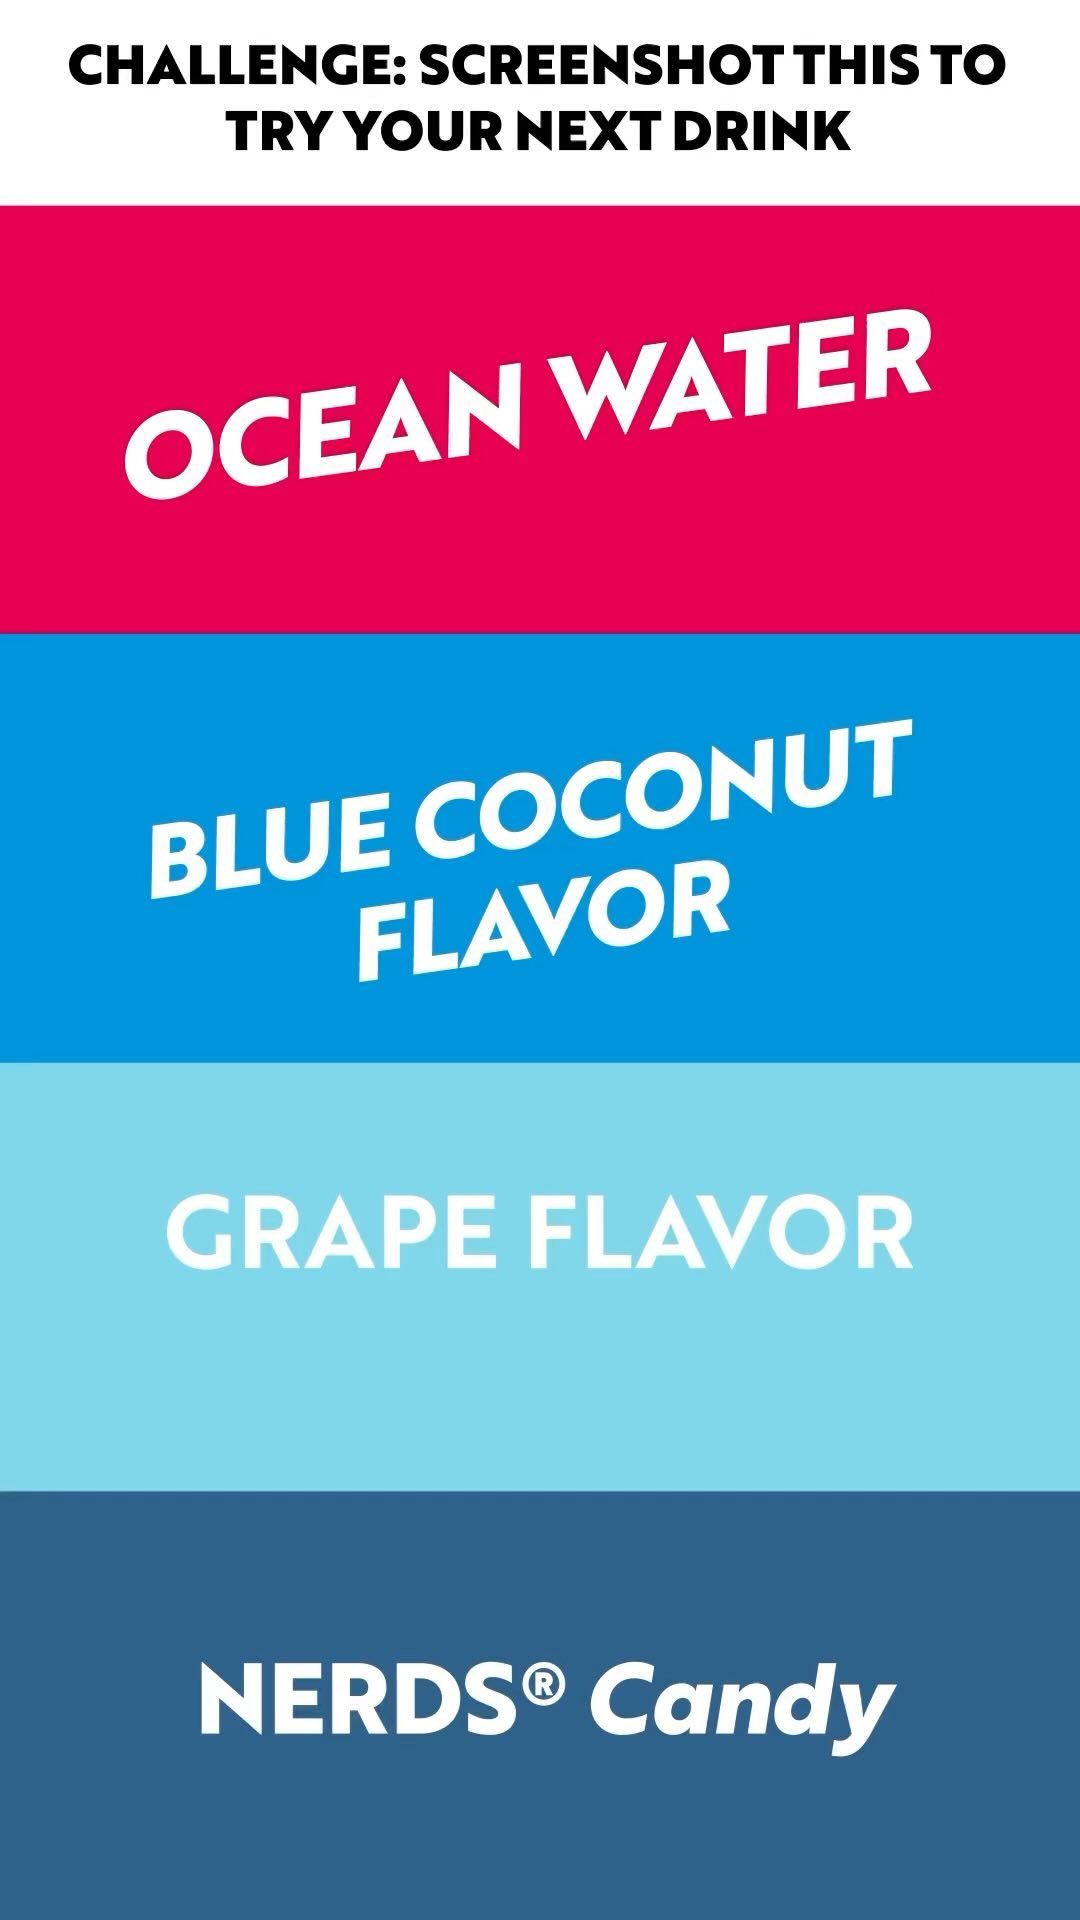 CHALLENGE: SCREENSHOT THIS TO
TRY YOUR NEXT DRINK
OCEAN WATER
BLUE COCONUT
FLAVOR
GRAPE FLAVOR
NERDS® Candy